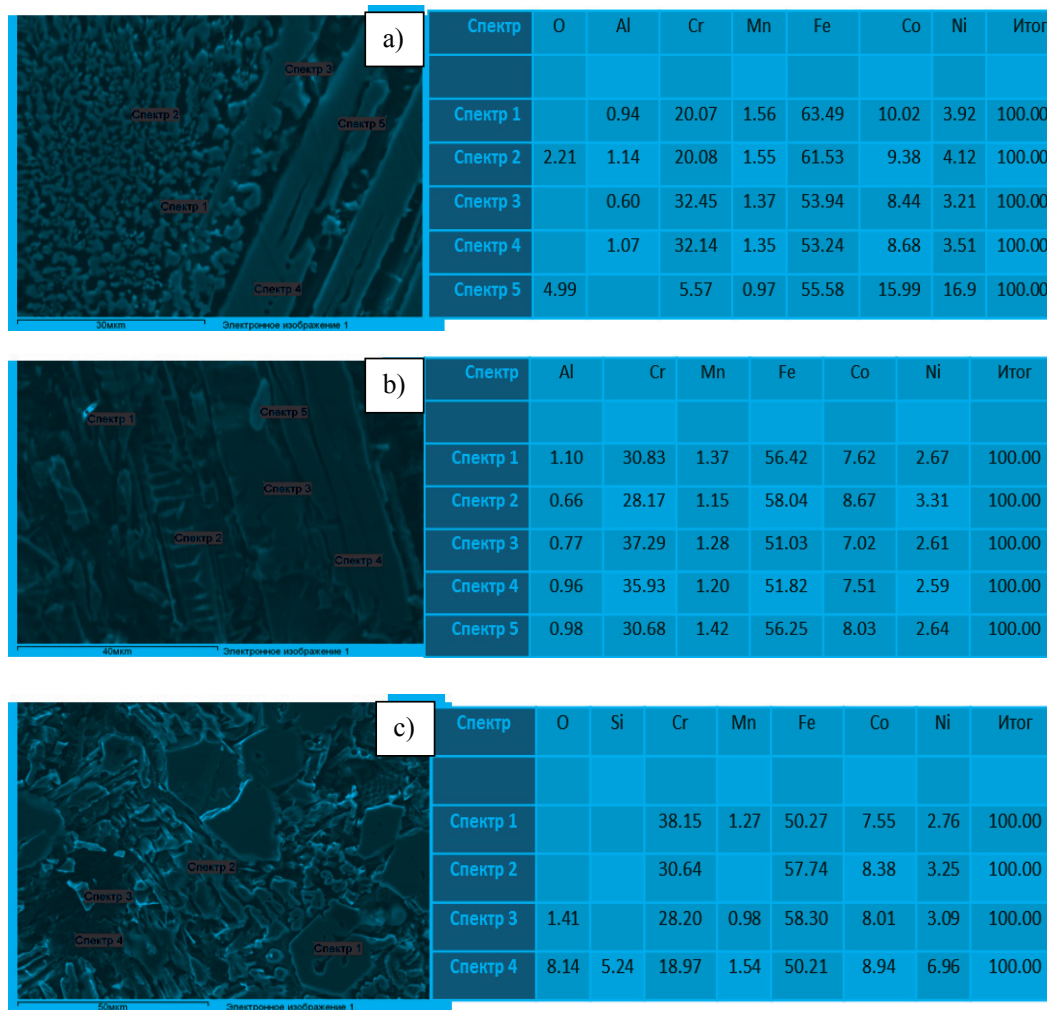 a)
Спектр 3
Спектр 2
Спектр 5
Спектр 1
Спектр 4
30мкm Электронное изображение 1
Спектр O Al Cr Mn Fe Co Ni Итог
Спектр 1 0.94 20.07 1.56 63.49 10.02 3.92 100.00
Спектр 2 2.21 1.14 20.08 1.55 61.53 9.38 4.12 100.00
Спектр 3 0.60 32.45 1.37 53.94 8.44 3.21 100.00
Спектр 4 1.07 32.14 1.35 53.24 8.68 3.51 100.00
Спектр 5 4.99 5.57 0.97 55.58 15.99 16.9 100.00
b)
Спектр 1
Спектр 5
Спектр 3
Спектр 2
Спектр 4
40мкm Электронное изображение 1
Спектр Al Cr Mn Fe Co Ni Итог
Спектр 1 1.10 30.83 1.37 56.42 7.62 2.67 100.00
Спектр 2 0.66 28.17 1.15 58.04 8.67 3.31 100.00
Спектр 3 0.77 37.29 1.28 51.03 7.02 2.61 100.00
Спектр 4 0.96 35.93 1.20 51.82 7.51 2.59 100.00
Спектр 5 0.98 30.68 1.42 56.25 8.03 2.64 100.00
c)
Спектр 2
Спектр 3
Спектр 4
Спектр 1
50мкm Электронное изображение 1
Спектр O Si Cr Mn Fe Co Ni Итог
Спектр 1 38.15 1.27 50.27 7.55 2.76 100.00
Спектр 2 30.64 57.74 8.38 3.25 100.00
Спектр 3 1.41 28.20 0.98 58.30 8.01 3.09 100.00
Спектр 4 8.14 5.24 18.97 1.54 50.21 8.94 6.96 100.00